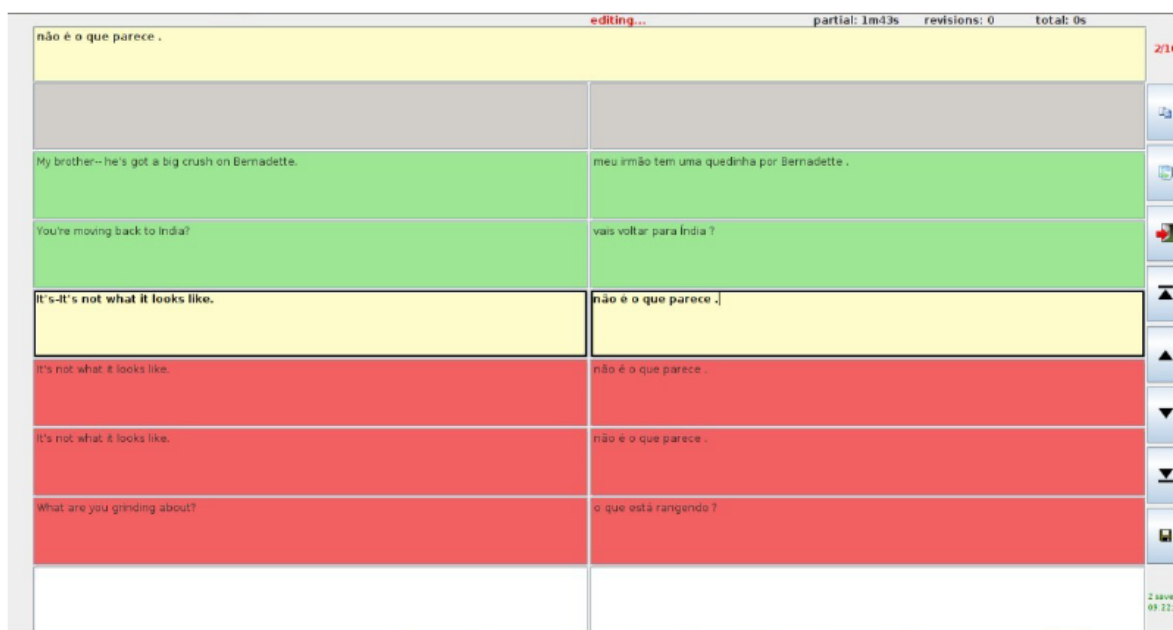 editing... partial: 1m43s revisions: 0 total: 0s
não é o que parece .
My brother-- he's got a big crush on Bernadette. meu irmão tem uma quedinha por Bernadette .
You're moving back to India? vais voltar para Índia ?
It's-It's not what it looks like. não é o que parece .
It's not what it looks like. não é o que parece .
It's not what it looks like. não é o que parece .
What are you grinding about? o que está rangendo ?